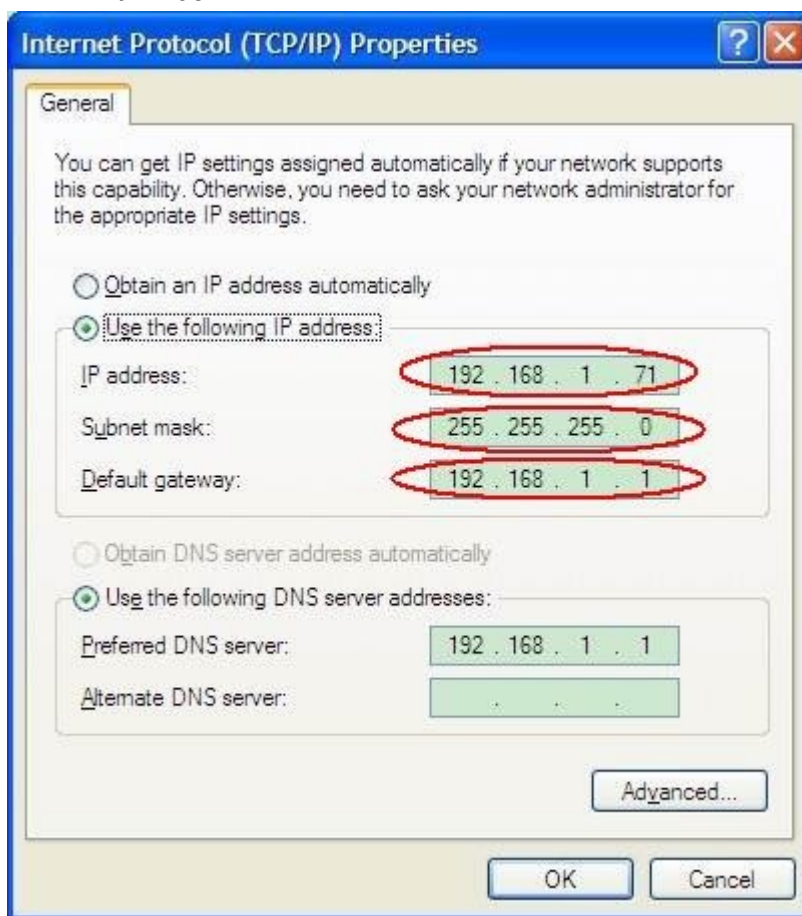 Internet Protocol (TCP/IP) Properties
General
You can get IP settings assigned automatically if your network supports
this capability. Otherwise, you need to ask your network administrator for
the appropriate IP settings.
Obtain an IP address automatically
Use the following IP address:
IP address: 192 . 168 . 1 . 71
Subnet mask: 255 . 255 . 255 . 0
Default gateway: 192 . 168 . 1 . 1
Obtain DNS server address automatically
Use the following DNS server addresses:
Preferred DNS server: 192 . 168 . 1 . 1
Alternate DNS server: . . .
Advanced...
OK Cancel